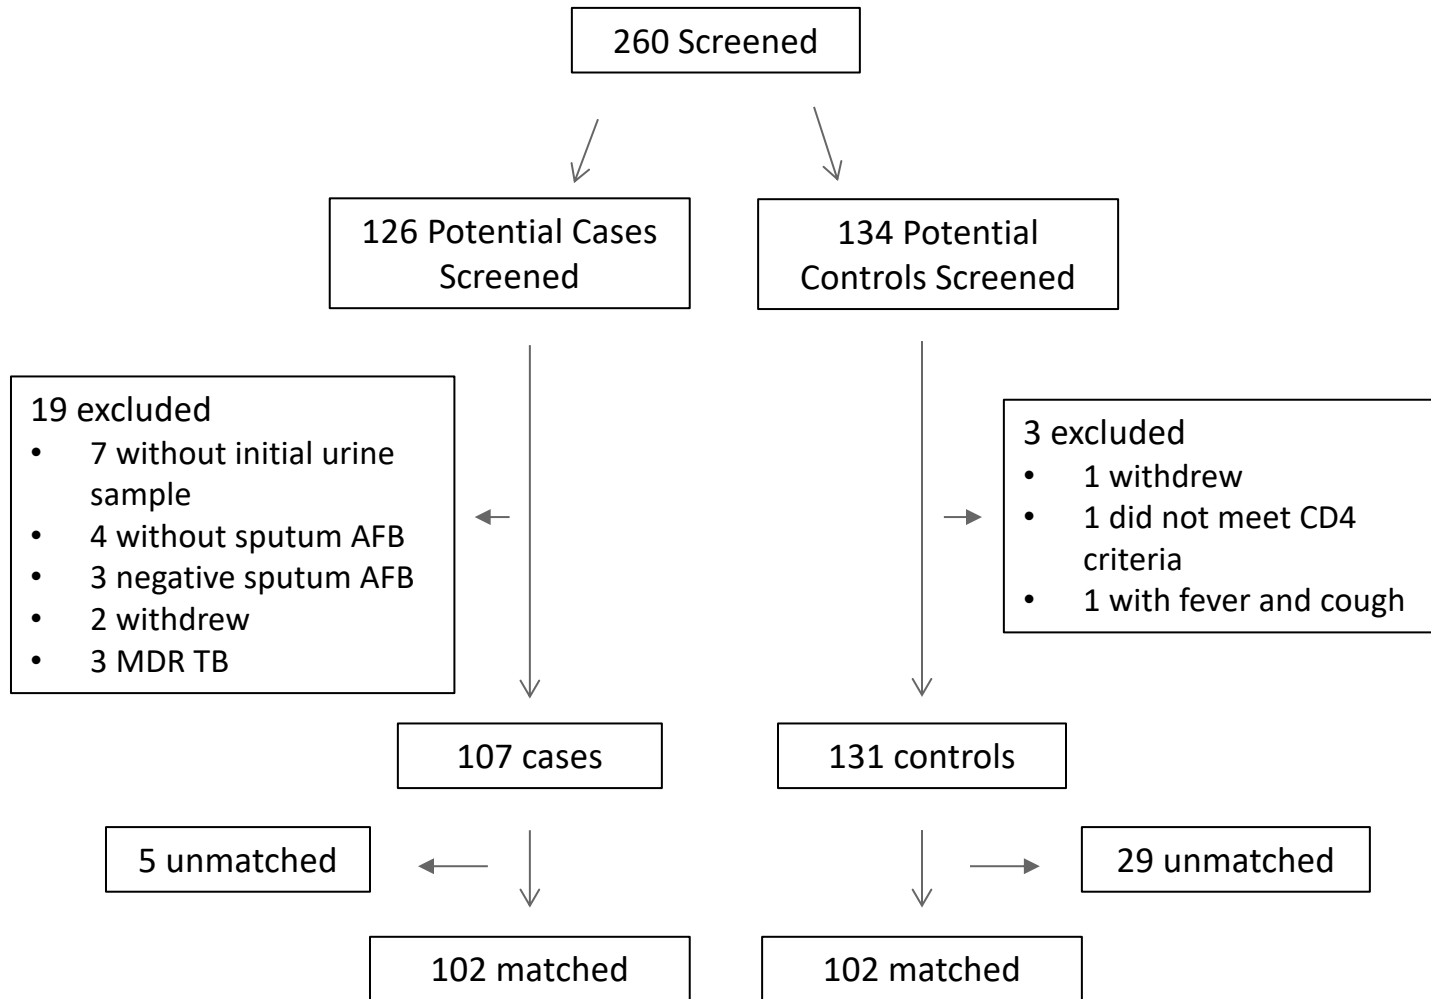 260 Screened
126 Potential Cases
Screened
134 Potential
Controls Screened
19 excluded
• 7 without initial urine
sample
• 4 without sputum AFB
• 3 negative sputum AFB
• 2 withdrew
• 3 MDR TB
3 excluded
• 1 withdrew
• 1 did not meet CD4
criteria
• 1 with fever and cough
107 cases
131 controls
5 unmatched
29 unmatched
102 matched
102 matched